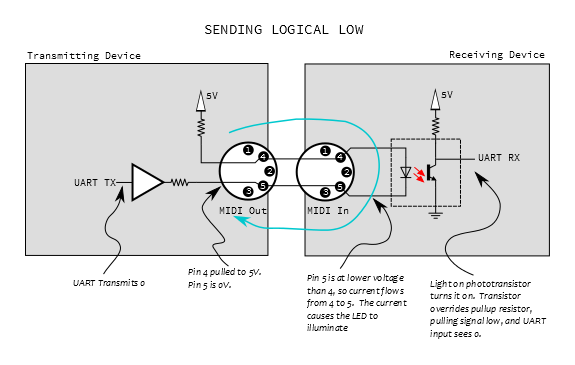 SENDING LOGICAL LOW
Transmitting Device
Receiving Device
5V
5V
1
4
2
5
3
1
4
2
5
3
UART TX
UART RX
MIDI Out
MIDI In
UART Transmits 0
Pin 4 pulled to 5V.
Pin 5 is 0V.
Pin 5 is at lower voltage
than 4, so current flows
from 4 to 5. The current
causes the LED to
illuminate
Light on phototransistor
turns it on. Transistor
overrides pullup resistor,
pulling signal low, and UART
input sees 0.